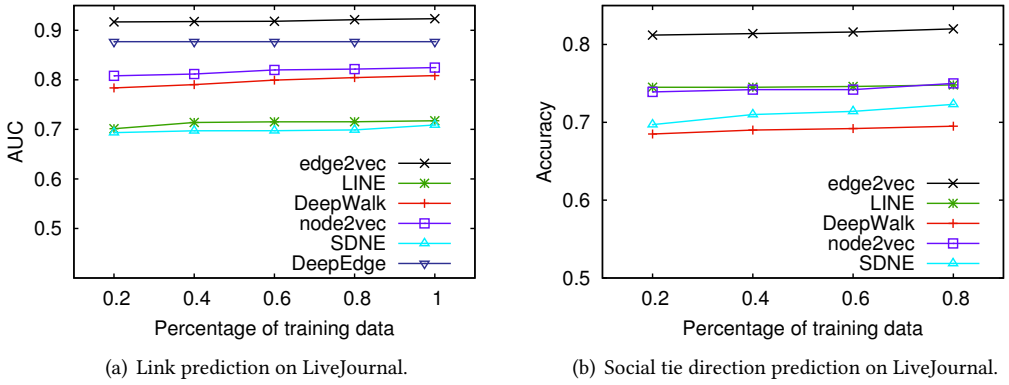 0.9
0.8
0.7
0.6
0.5
AUC
edge2vec
LINE
DeepWalk
node2vec
SDNE
DeepEdge
0.2 0.4 0.6 0.8 1
Percentage of training data
(a) Link prediction on LiveJournal.
0.8
0.7
0.6
0.5
Accuracy
edge2vec
LINE
DeepWalk
node2vec
SDNE
0.2 0.4 0.6 0.8
Percentage of training data
(b) Social tie direction prediction on LiveJournal.